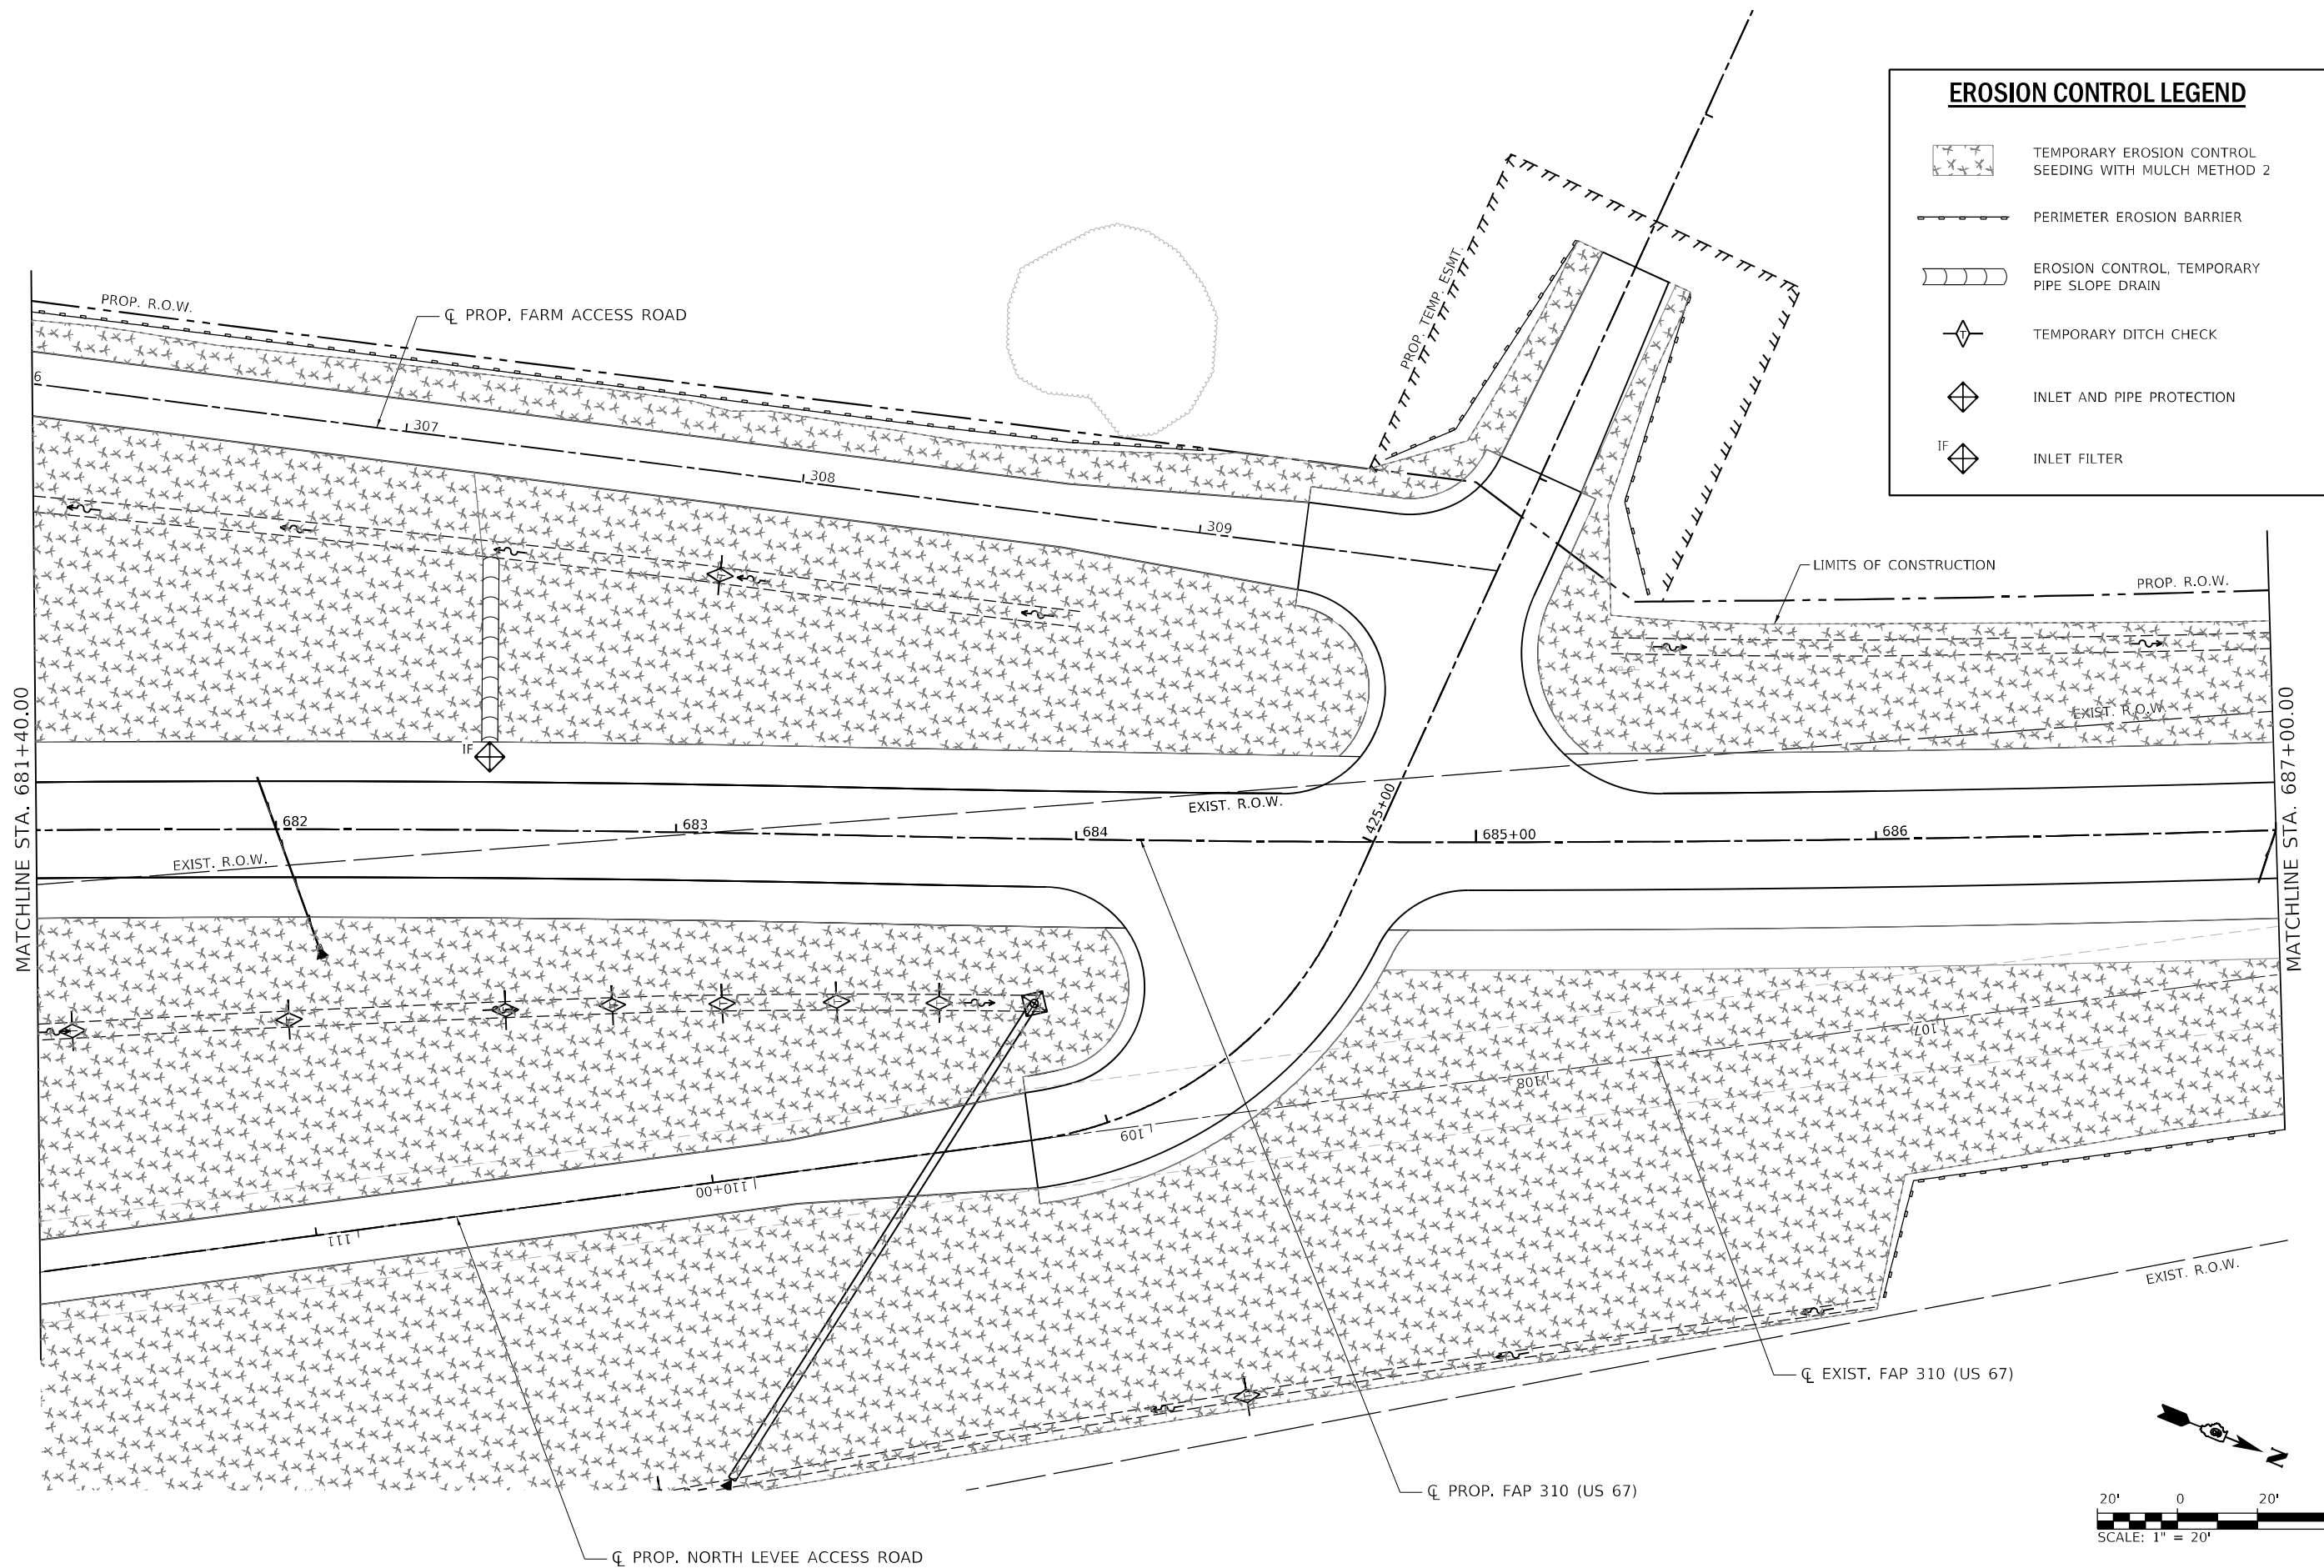 EROSION CONTROL LEGEND
TEMPORARY EROSION CONTROL
SEEDING WITH MULCH METHOD 2
PERIMETER EROSION BARRIER
EROSION CONTROL, TEMPORARY
PIPE SLOPE DRAIN
T
TEMPORARY DITCH CHECK
INLET AND PIPE PROTECTION
IF
INLET FILTER
PROP. R.O.W.
℄ PROP. FARM ACCESS ROAD
PROP. TEMP. ESMT.
6
307
308
309
LIMITS OF CONSTRUCTION
PROP. R.O.W.
EXIST. R.O.W.
MATCHLINE STA. 681+40.00
MATCHLINE STA. 687+00.00
IF
EXIST. R.O.W.
425+00
682
683
684
685+00
686
EXIST. R.O.W.
107
108
109
110+00
111
EXIST. R.O.W.
℄ EXIST. FAP 310 (US 67)
℄ PROP. FAP 310 (US 67)
℄ PROP. NORTH LEVEE ACCESS ROAD
N
20' 0 20'
SCALE: 1" = 20'